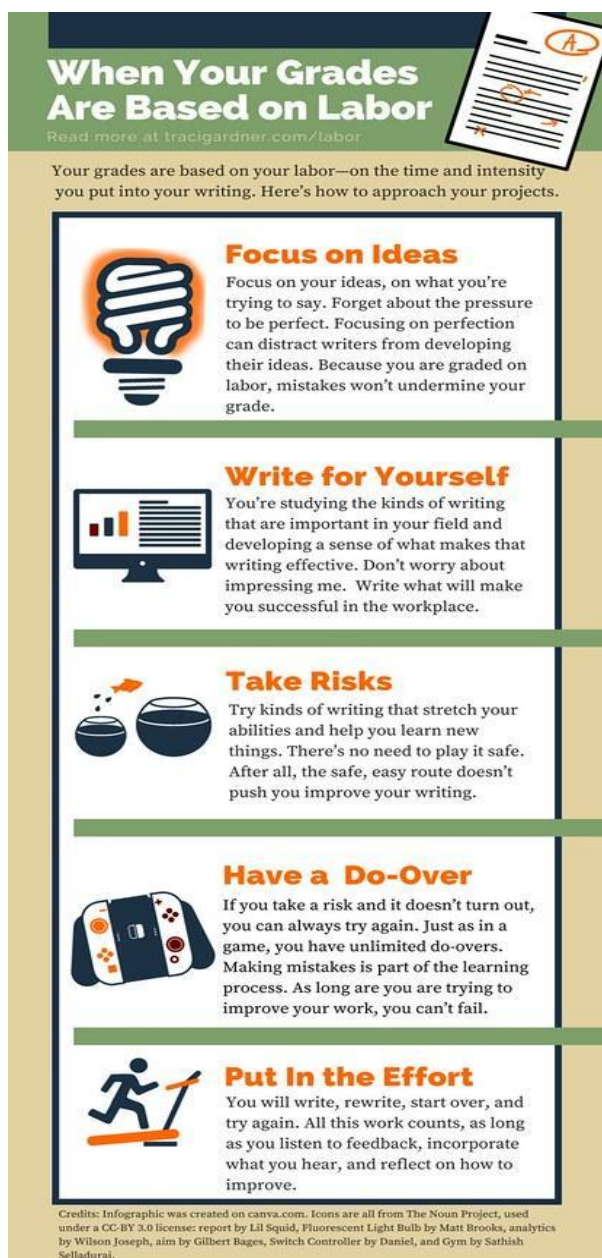 When Your Grades
Are Based on Labor
Read more at tracigardner.com/labor
A-
Your grades are based on your labor—on the time and intensity
you put into your writing. Here's how to approach your projects.
Focus on Ideas
Focus on your ideas, on what you're
trying to say. Forget about the pressure
to be perfect. Focusing on perfection
can distract writers from developing
their ideas. Because you are graded on
labor, mistakes won't undermine your
grade.
Write for Yourself
You're studying the kinds of writing
that are important in your field and
developing a sense of what makes that
writing effective. Don't worry about
impressing me. Write what will make
you successful in the workplace.
Take Risks
Try kinds of writing that stretch your
abilities and help you learn new
things. There's no need to play it safe.
After all, the safe, easy route doesn't
push you improve your writing.
Have a Do-Over
If you take a risk and it doesn't turn out,
you can always try again. Just as in a
game, you have unlimited do-overs.
Making mistakes is part of the learning
process. As long are you are trying to
improve your work, you can't fail.
Put In the Effort
You will write, rewrite, start over, and
try again. All this work counts, as long
as you listen to feedback, incorporate
what you hear, and reflect on how to
improve.
Credits: Infographic was created on canva.com. Icons are all from The Noun Project, used
under a CC-BY 3.0 license: report by Lil Squid, Fluorescent Light Bulb by Matt Brooks, analytics
by Wilson Joseph, aim by Gilbert Bages, Switch Controller by Daniel, and Gym by Sathish
Selladurai.